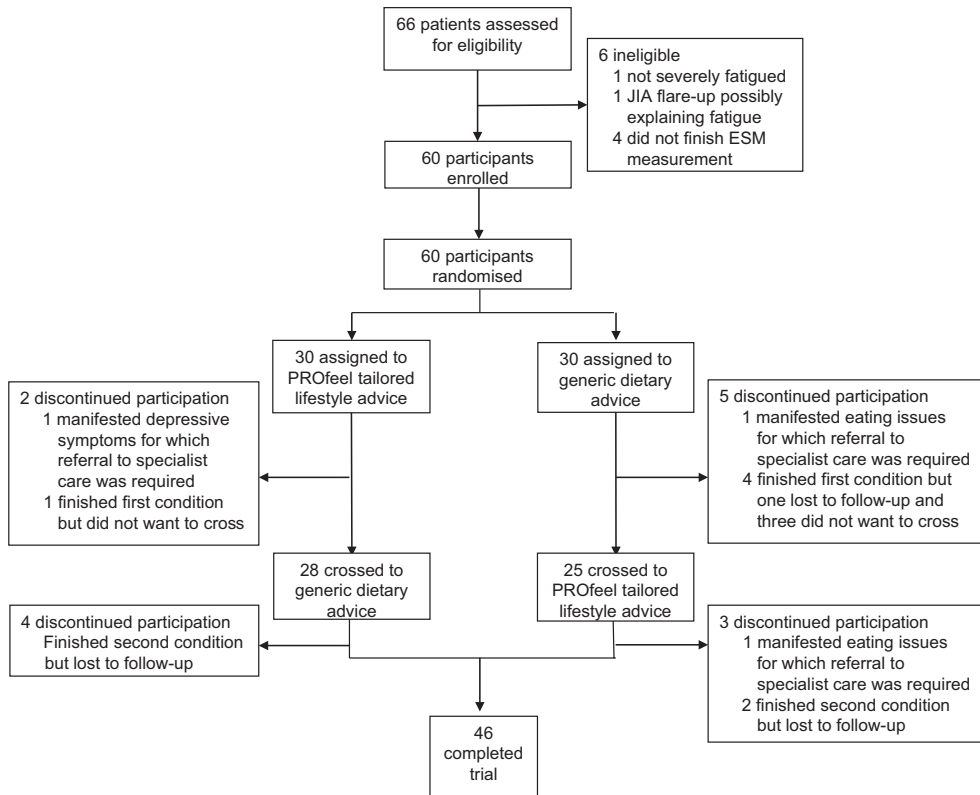 66 patients assessed
for eligibility
6 ineligible
1 not severely fatigued
1 JIA flare-up possibly
explaining fatigue
4 did not finish ESM
measurement
60 participants
enrolled
60 participants
randomised
30 assigned to
PROfeel tailored
lifestyle advice
30 assigned to
generic dietary
advice
2 discontinued participation
1 manifested depressive
symptoms for which
referral to specialist
care was required
1 finished first condition
but did not want to cross
5 discontinued participation
1 manifested eating issues
for which referral to
specialist care was required
4 finished first condition but
one lost to follow-up and
three did not want to cross
28 crossed to
generic dietary
advice
25 crossed to
PROfeel tailored
lifestyle advice
4 discontinued participation
Finished second condition
but lost to follow-up
3 discontinued participation
1 manifested eating issues
for which referral to
specialist care was required
2 finished second condition
but lost to follow-up
46
completed
trial